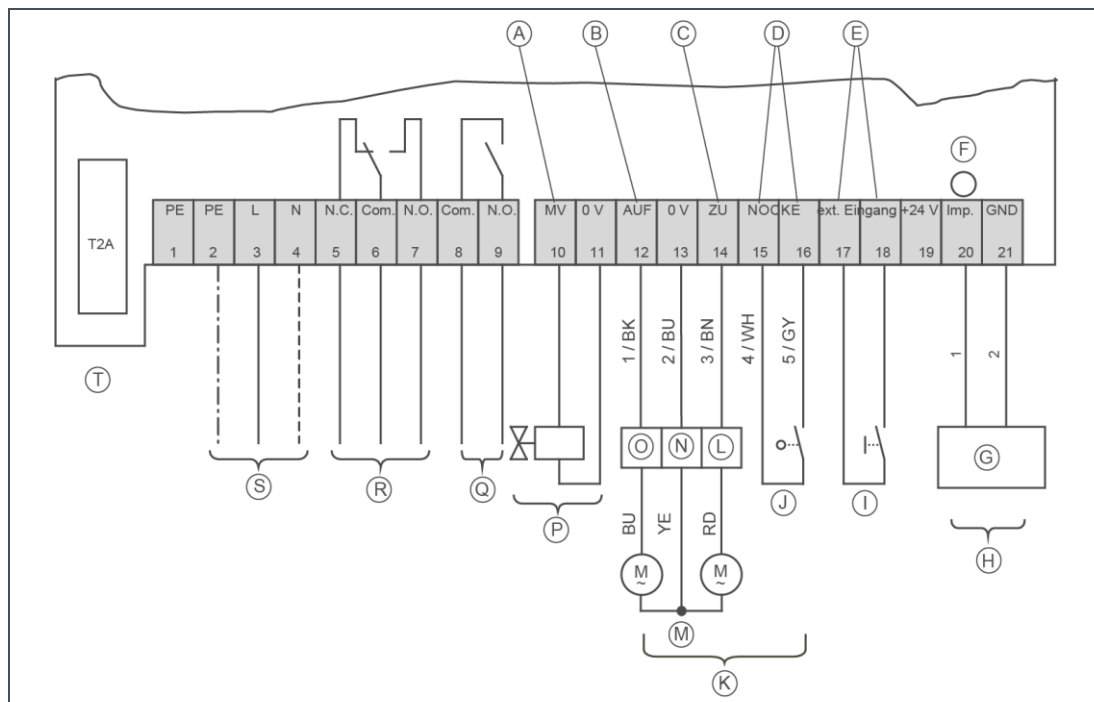 A B C D E
F
T2A
PE PE L N N.C. Com. N.O. Com. N.O. MV 0 V AUF 0 V ZU NOCKE ext. Eingang +24 V Imp. GND
1 2 3 4 5 6 7 8 9 10 11 12 13 14 15 16 17 18 19 20 21
1 / BK 2 / BU 3 / BN 4 / WH 5 / GY 1 2
T
O N L G
S R Q P J I H
BU YE RD
M ~ M ~
M
K